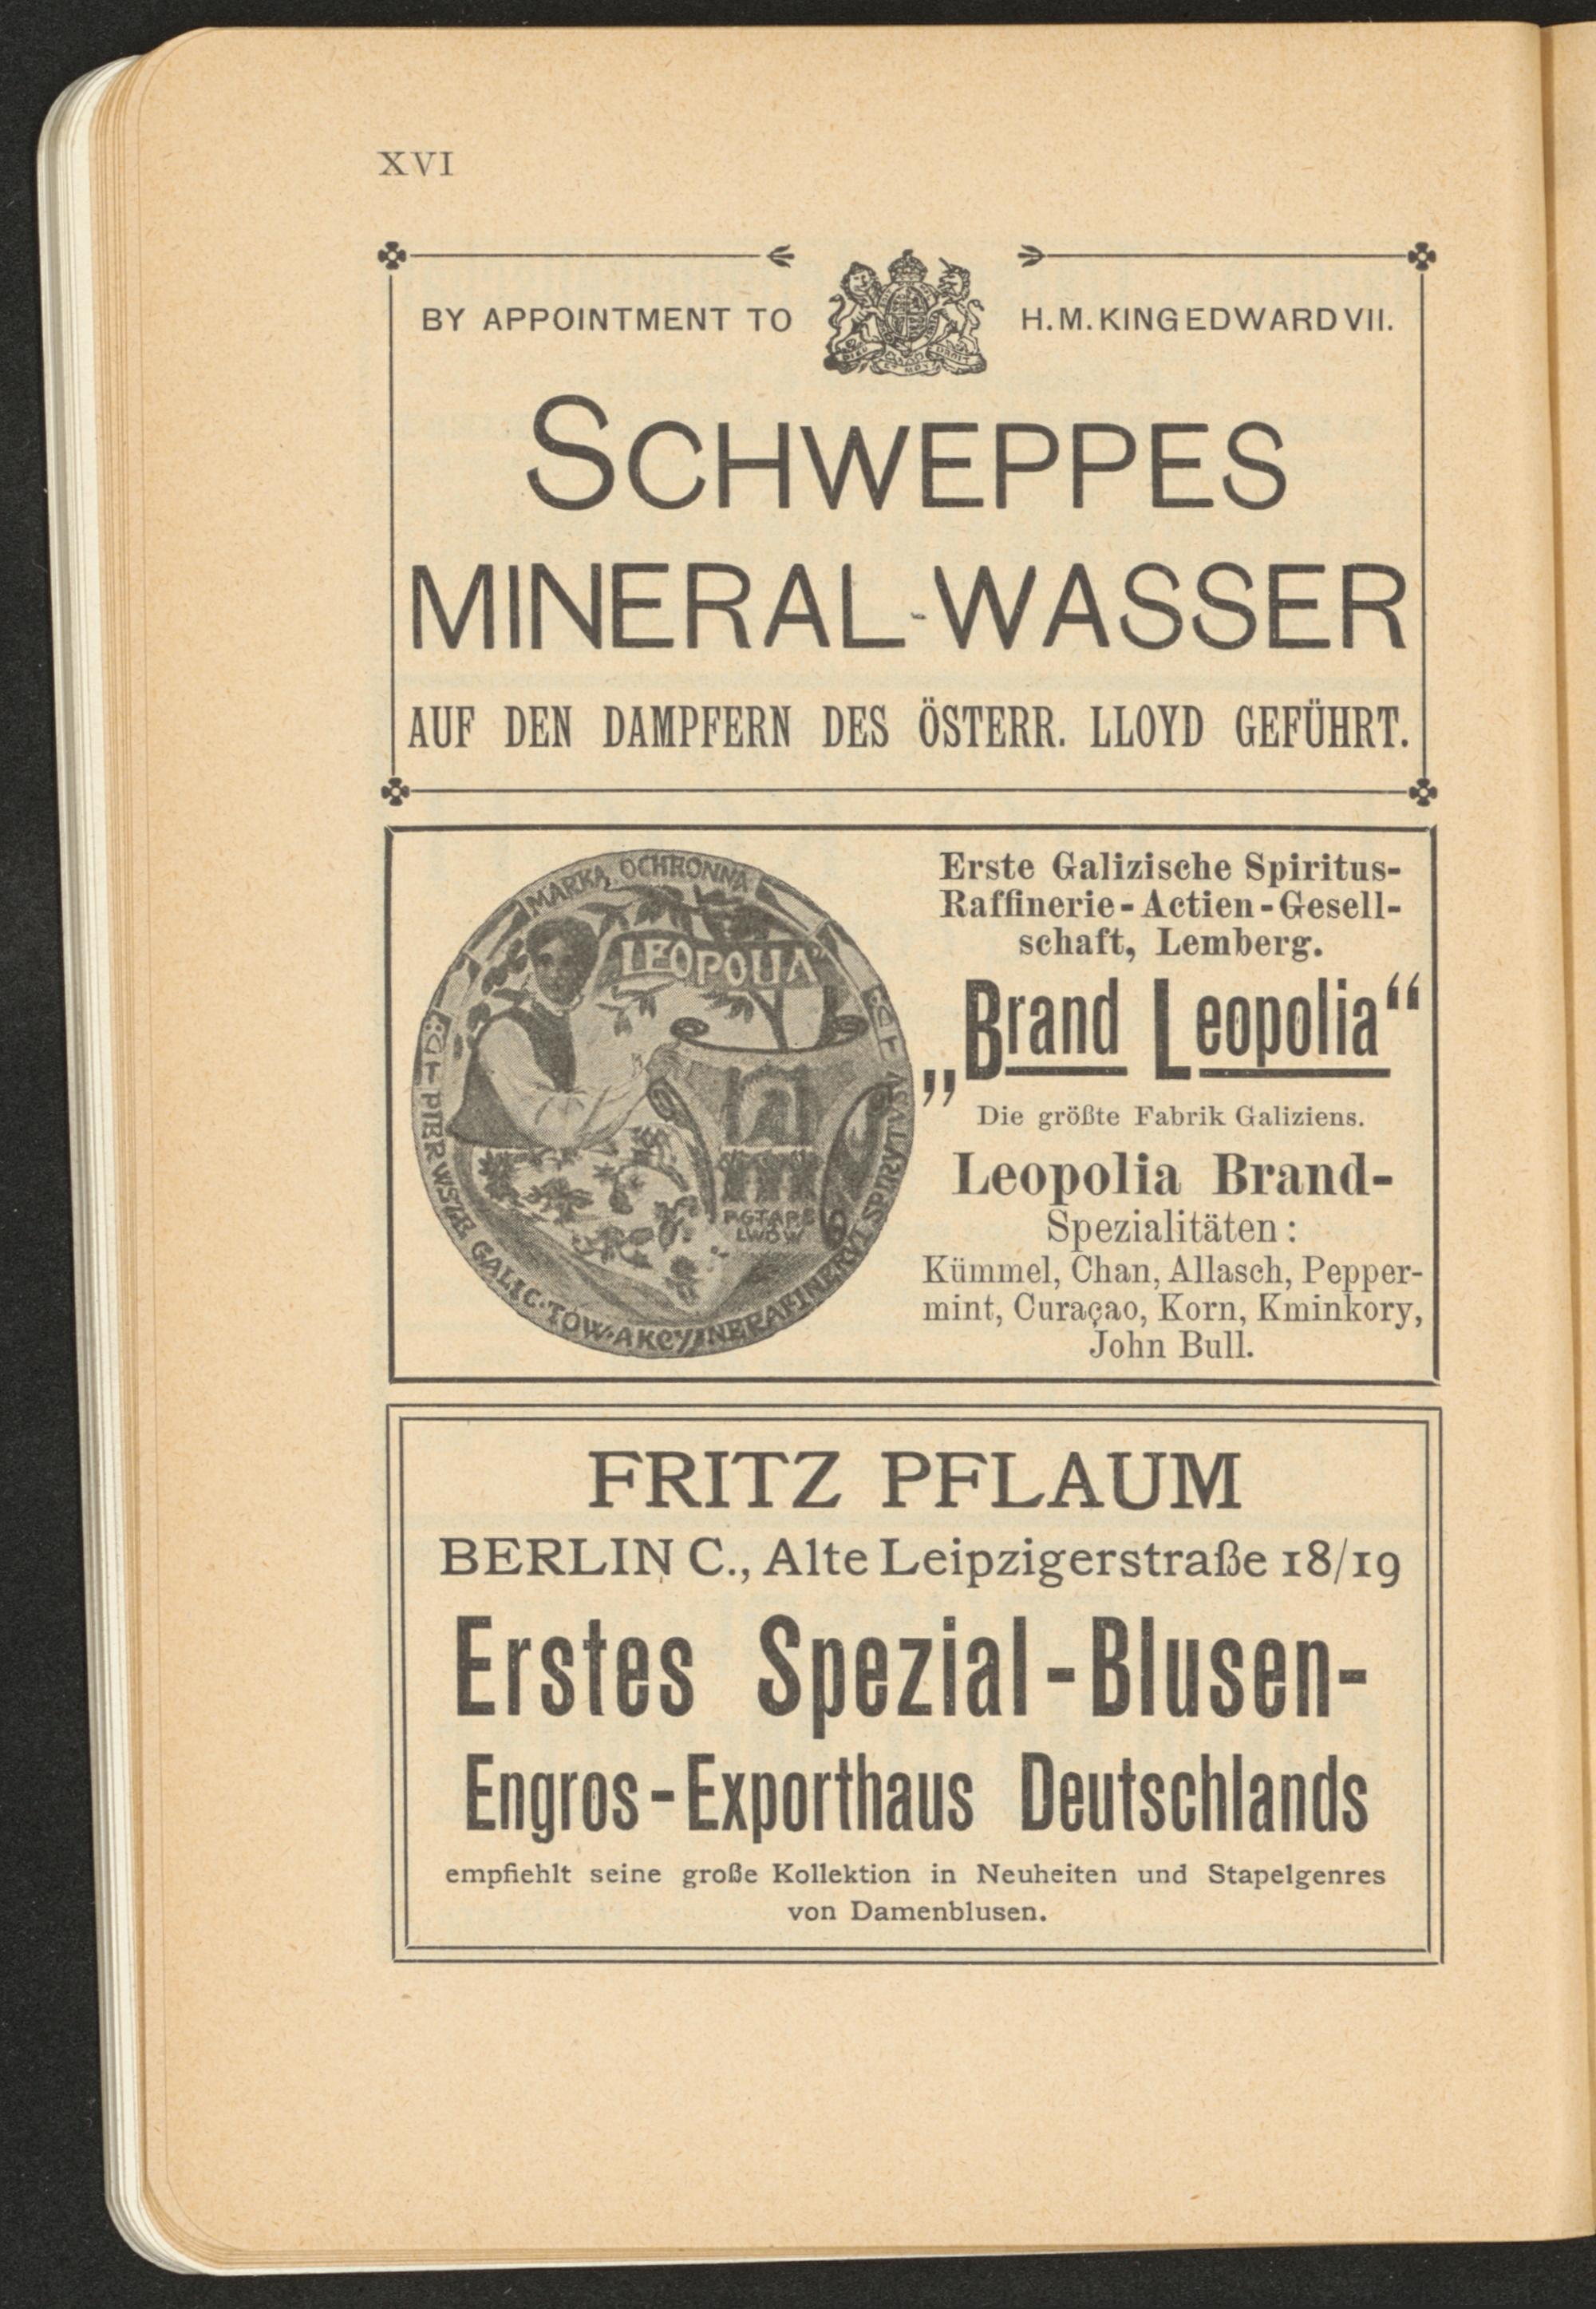 XVI
BY APPOINTMENT TO H.M. KING EDWARD VII.
SCHWEPPES
MINERAL-WASSER
AUF DEN DAMPFERN DES ÖSTERR. LLOYD GEFÜHRT.
MARKA OCHRONNA
LEOPOLIA
PIERWSZE GALIC. TOW. AKCYJNE RAFINERYI SPIRYTUSU
P.G.T.A.R.S
LWÓW
Erste Galizische Spiritus-
Raffinerie-Actien-Gesell-
schaft, Lemberg.
„Brand Leopolia“
Die größte Fabrik Galiziens.
Leopolia Brand-
Spezialitäten:
Kümmel, Chan, Allasch, Pepper-
mint, Curaçao, Korn, Kminkory,
John Bull.
FRITZ PFLAUM
BERLIN C., Alte Leipzigerstraße 18/19
Erstes Spezial-Blusen-
Engros-Exporthaus Deutschlands
empfiehlt seine große Kollektion in Neuheiten und Stapelgenres
von Damenblusen.